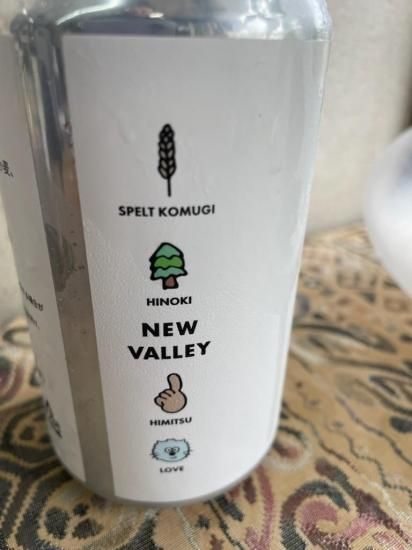 SPELT KOMUGI
HINOKI
NEW
VALLEY
HIMITSU
LOVE